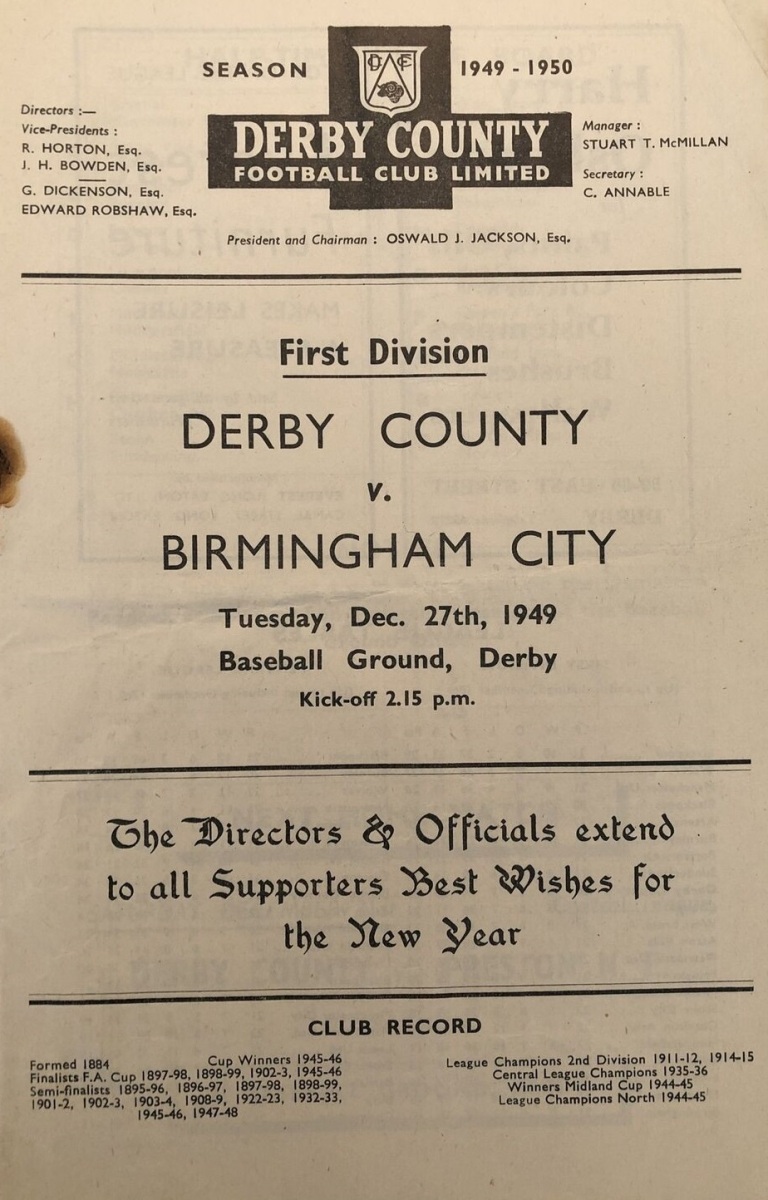 SEASON 1949 - 1950
DCFC
DERBY COUNTY
FOOTBALL CLUB LIMITED
Directors :—
Vice-Presidents :
R. HORTON, Esq.
J. H. BOWDEN, Esq.
G. DICKENSON, Esq.
EDWARD ROBSHAW, Esq.
Manager :
STUART T. McMILLAN
Secretary :
C. ANNABLE
President and Chairman : OSWALD J. JACKSON, Esq.
First Division
DERBY COUNTY
v.
BIRMINGHAM CITY
Tuesday, Dec. 27th, 1949
Baseball Ground, Derby
Kick-off 2.15 p.m.
The Directors & Officials extend
to all Supporters Best Wishes for
the New Year
CLUB RECORD
Formed 1884 Cup Winners 1945-46
Finalists F.A. Cup 1897-98, 1898-99, 1902-3, 1945-46
Semi-finalists 1895-96, 1896-97, 1897-98, 1898-99,
1901-2, 1902-3, 1903-4, 1908-9, 1922-23, 1932-33,
1945-46, 1947-48
League Champions 2nd Division 1911-12, 1914-15
Central League Champions 1935-36
Winners Midland Cup 1944-45
League Champions North 1944-45